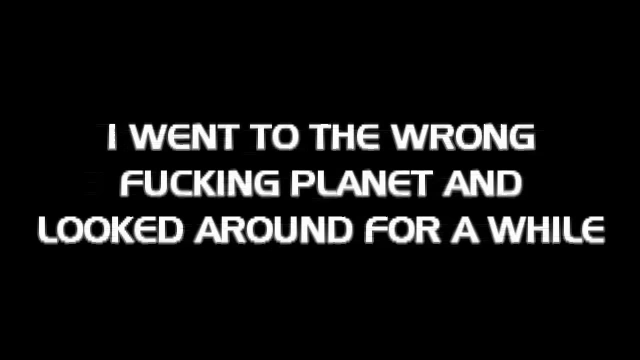 I WENT TO THE WRONG
FUCKING PLANET AND
LOOKED AROUND FOR A WHILE